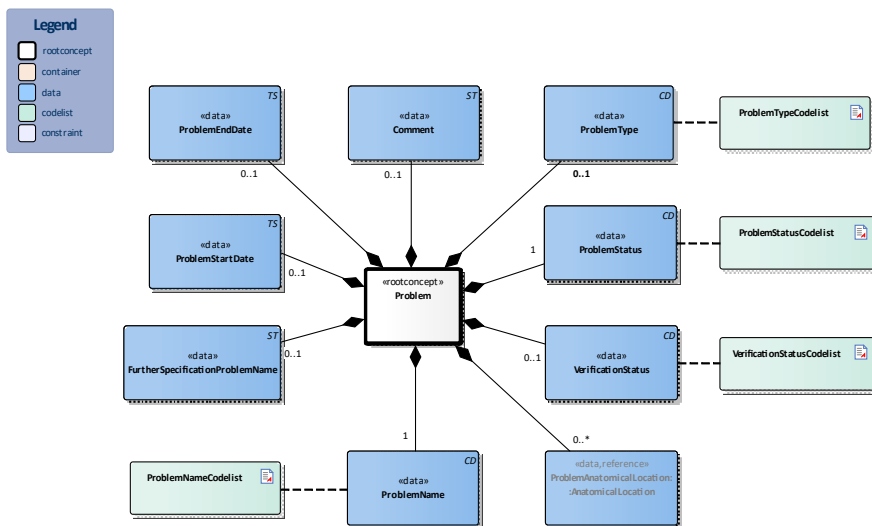 Legend
rootconcept
container
data
codelist
constraint
TS
«data»
ProblemEndDate
0..1
ST
«data»
Comment
0..1
CD
«data»
ProblemType
0..1
ProblemTypeCodelist
TS
«data»
ProblemStartDate
0..1
CD
«data»
ProblemStatus
1
ProblemStatusCodelist
«rootconcept»
Problem
ST
«data»
FurtherSpecificationProblemName
0..1
CD
«data»
VerificationStatus
0..1
VerificationStatusCodelist
1
0..*
ProblemNameCodelist
CD
«data»
ProblemName
«data,reference»
ProblemAnatomicalLocation:
:AnatomicalLocation